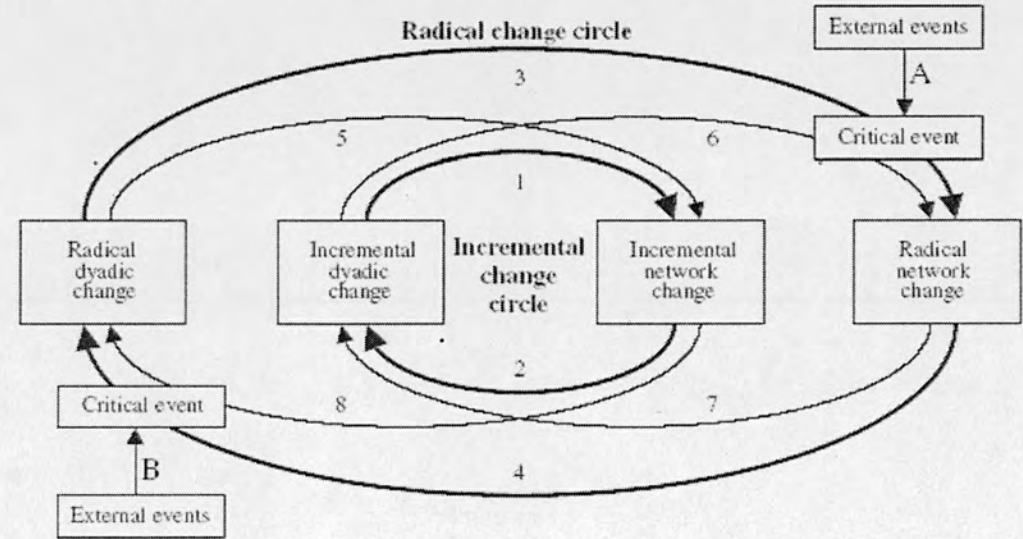 External events
Radical change circle
3
A
5
6
Critical event
1
Radical
dyadic
change
Incremental
dyadic
change
Incremental
change
circle
Incremental
network
change
Radical
network
change
2
Critical event
8
7
B
4
External events